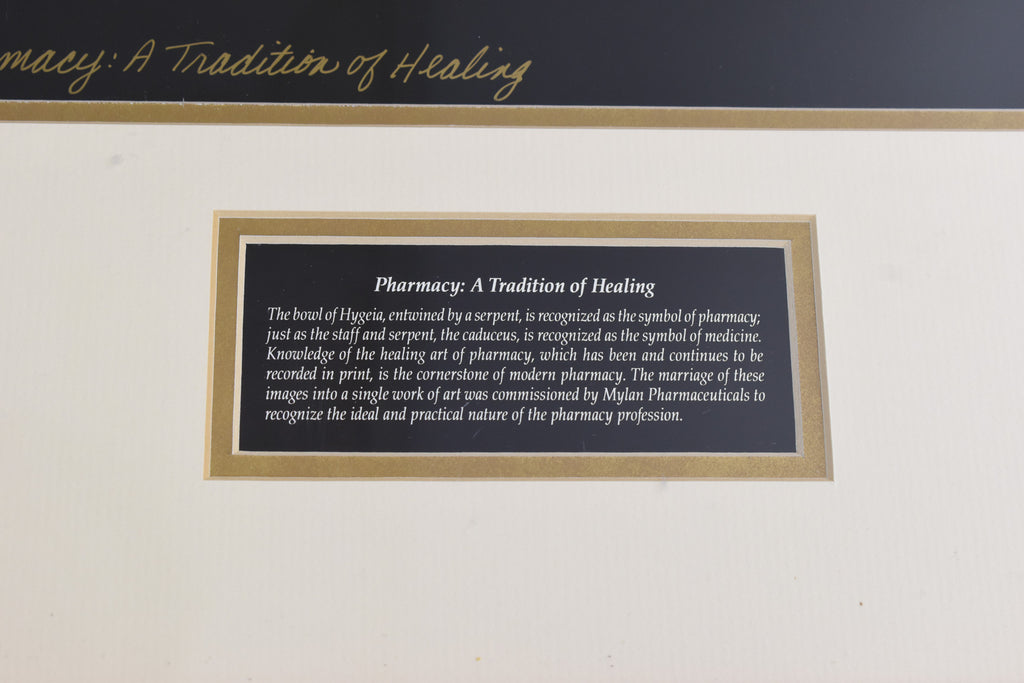 macy: A Tradition of Healing
Pharmacy: A Tradition of Healing
The bowl of Hygeia, entwined by a serpent, is recognized as the symbol of pharmacy;
just as the staff and serpent, the caduceus, is recognized as the symbol of medicine.
Knowledge of the healing art of pharmacy, which has been and continues to be
recorded in print, is the cornerstone of modern pharmacy. The marriage of these
images into a single work of art was commissioned by Mylan Pharmaceuticals to
recognize the ideal and practical nature of the pharmacy profession.